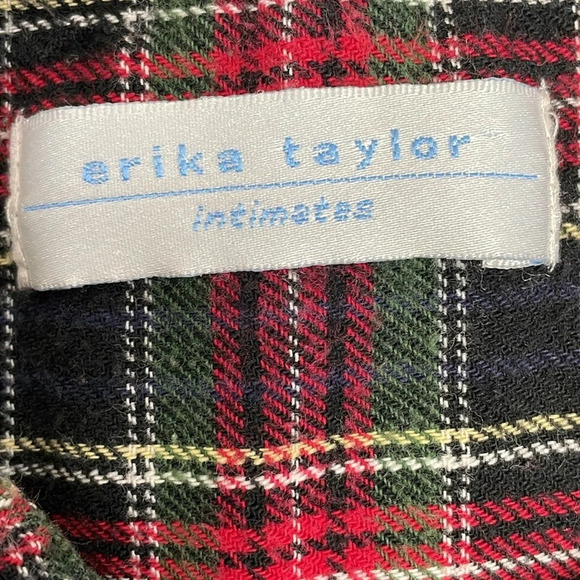 erika taylor
intimates